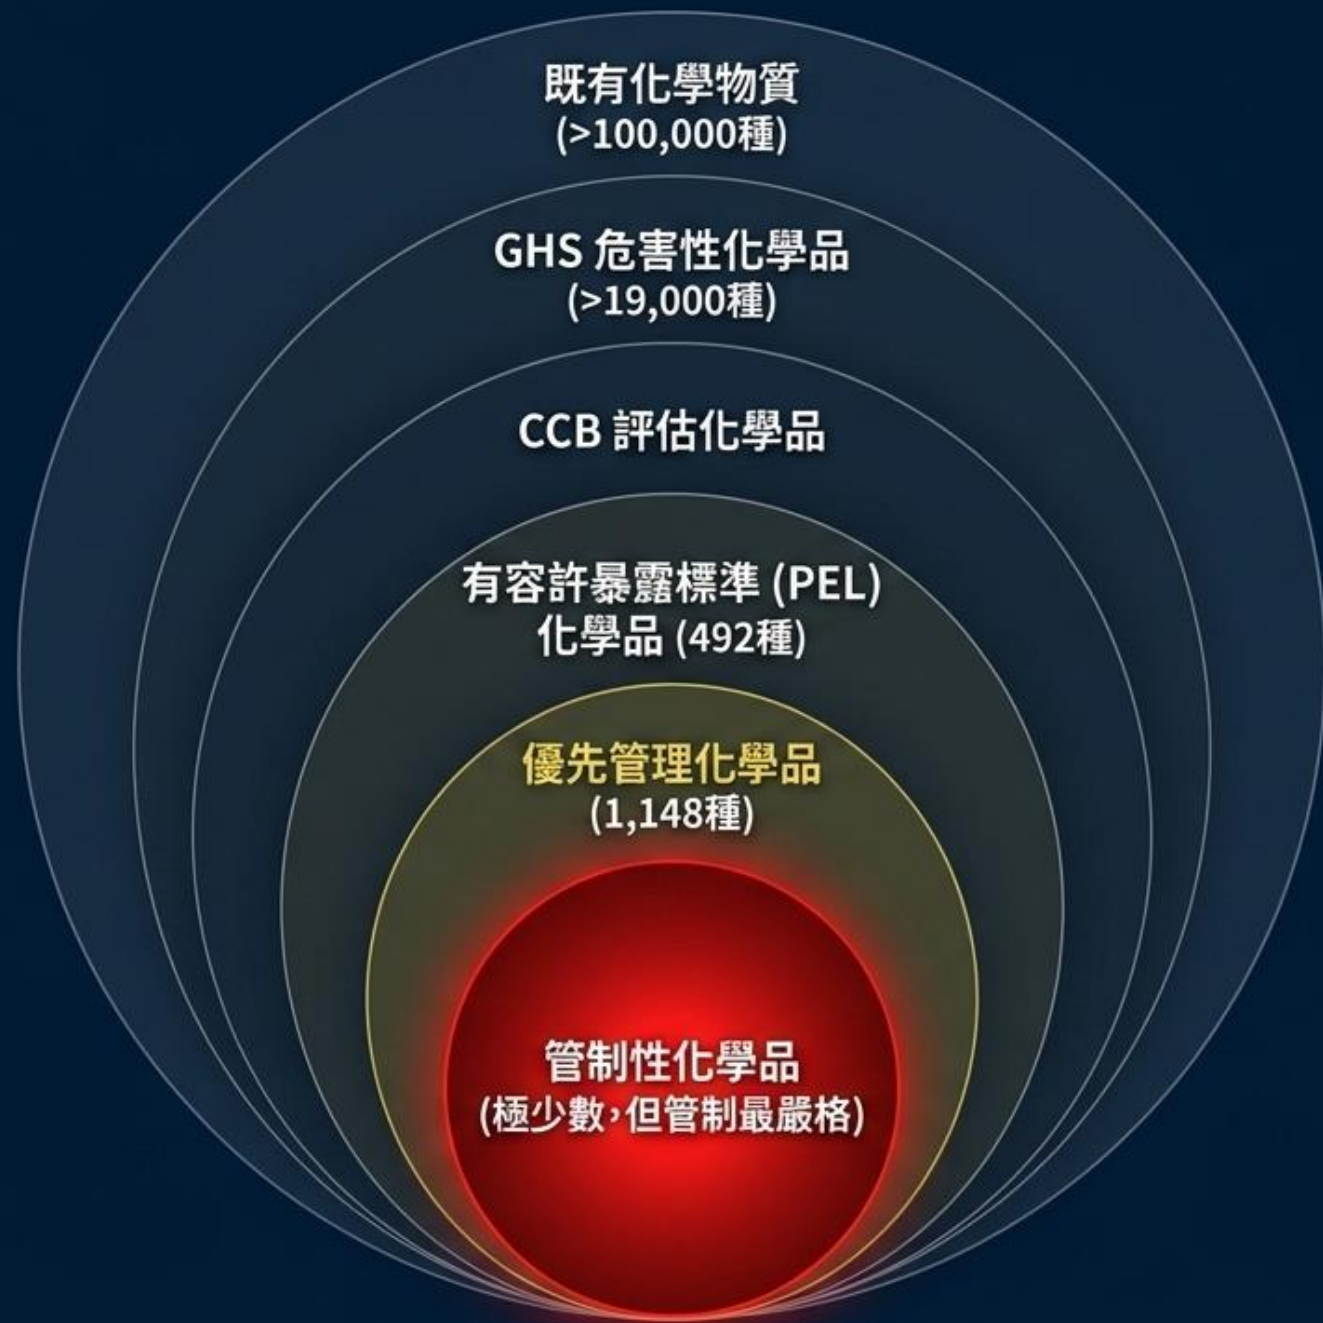 既有化學物質
(>100,000種)
GHS 危害性化學品
(>19,000種)
CCB 評估化學品
有容許暴露標準 (PEL)
化學品 (492種)
優先管理化學品
(1,148種)
管制性化學品
(極少數,但管制最嚴格)